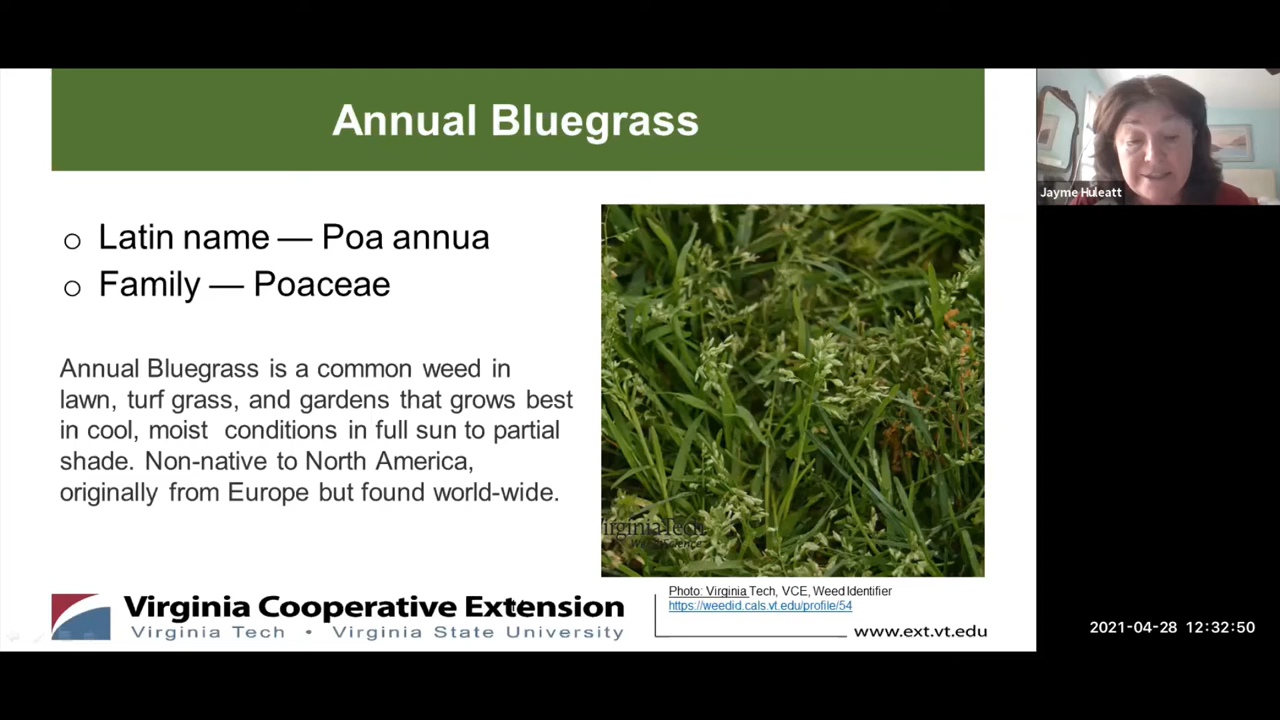 Annual Bluegrass
Jayme Huleatt
Latin name — Poa annua
Family — Poaceae
Annual Bluegrass is a common weed in
lawn, turf grass, and gardens that grows best
in cool, moist conditions in full sun to partial
shade. Non-native to North America,
originally from Europe but found world-wide.
VirginiaTech
Weed Science
Photo: Virginia Tech, VCE, Weed Identifier
https://weedid.cals.vt.edu/profile/54
Virginia Cooperative Extension
Virginia Tech • Virginia State University
www.ext.vt.edu
2021-04-28 12:32:50